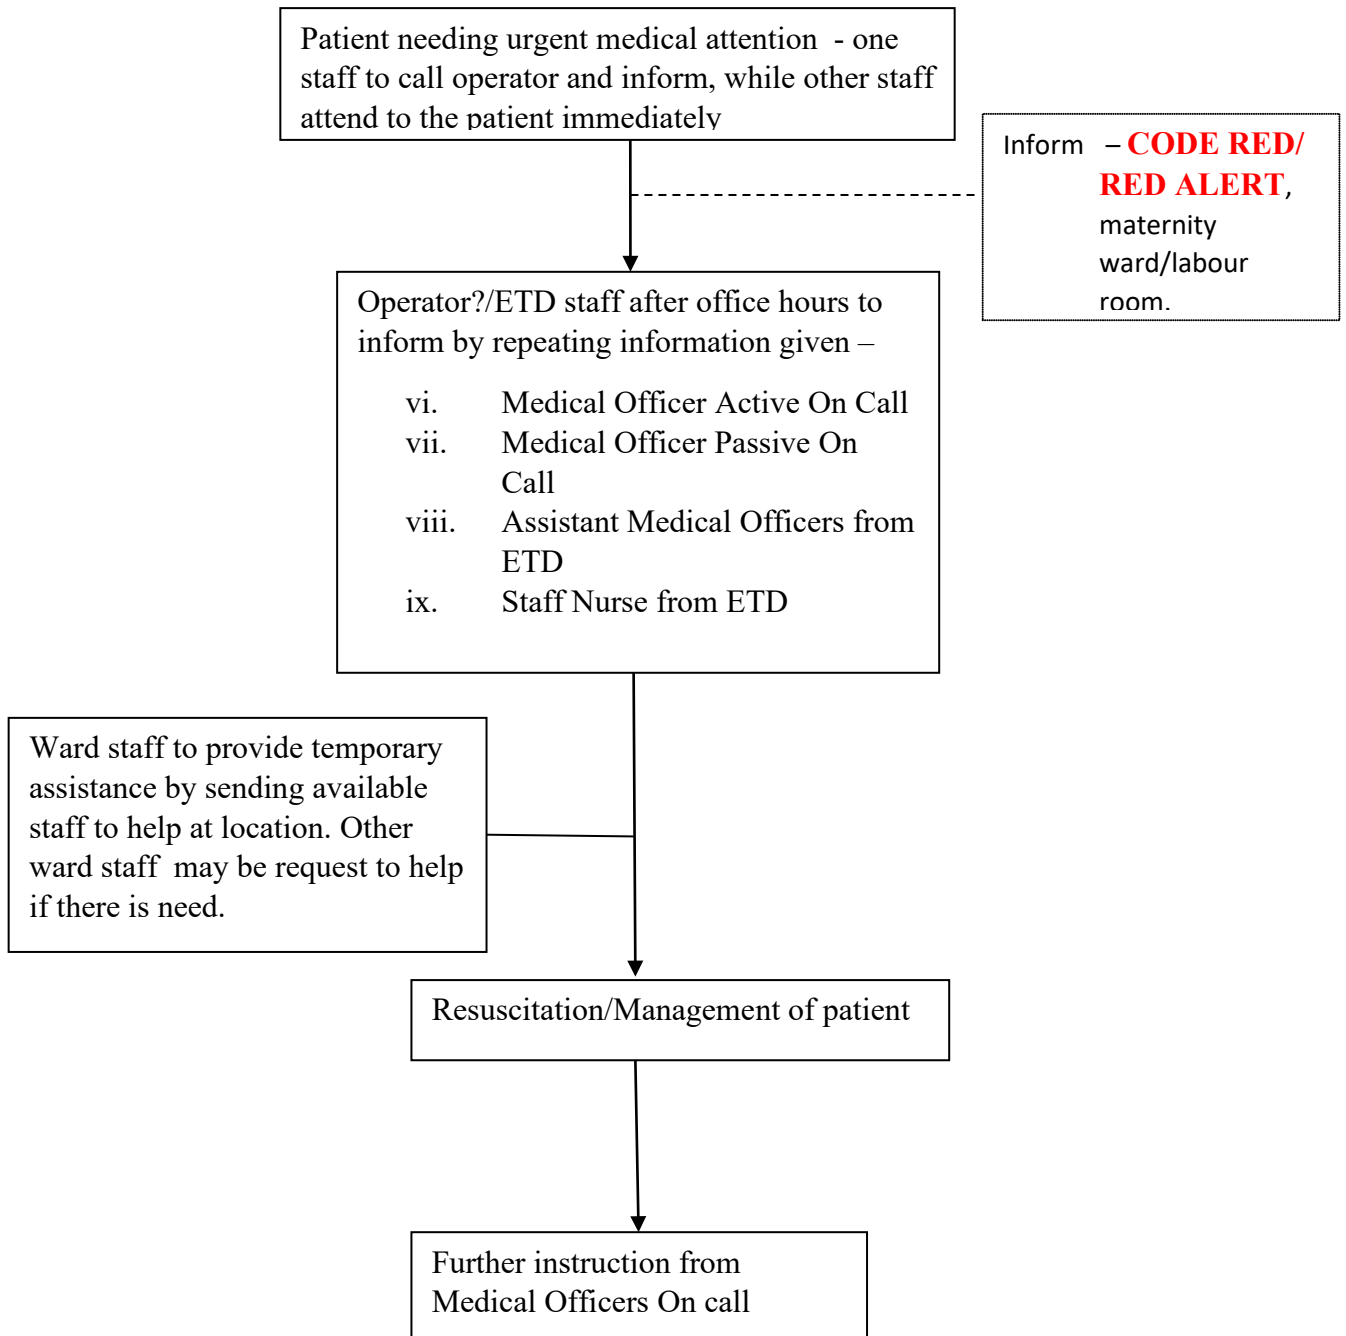 Patient needing urgent medical attention  - one
staff to call operator and inform, while other staff
attend to the patient immediately
Inform   – CODE RED/
RED ALERT,
maternity
ward/labour
room.
Operator?/ETD staff after office hours to
inform by repeating information given –
vi. Medical Officer Active On Call
vii. Medical Officer Passive On
Call
viii. Assistant Medical Officers from
ETD
ix. Staff Nurse from ETD
Ward staff to provide temporary
assistance by sending available
staff to help at location. Other
ward staff  may be request to help
if there is need.
Resuscitation/Management of patient
Further instruction from
Medical Officers On call